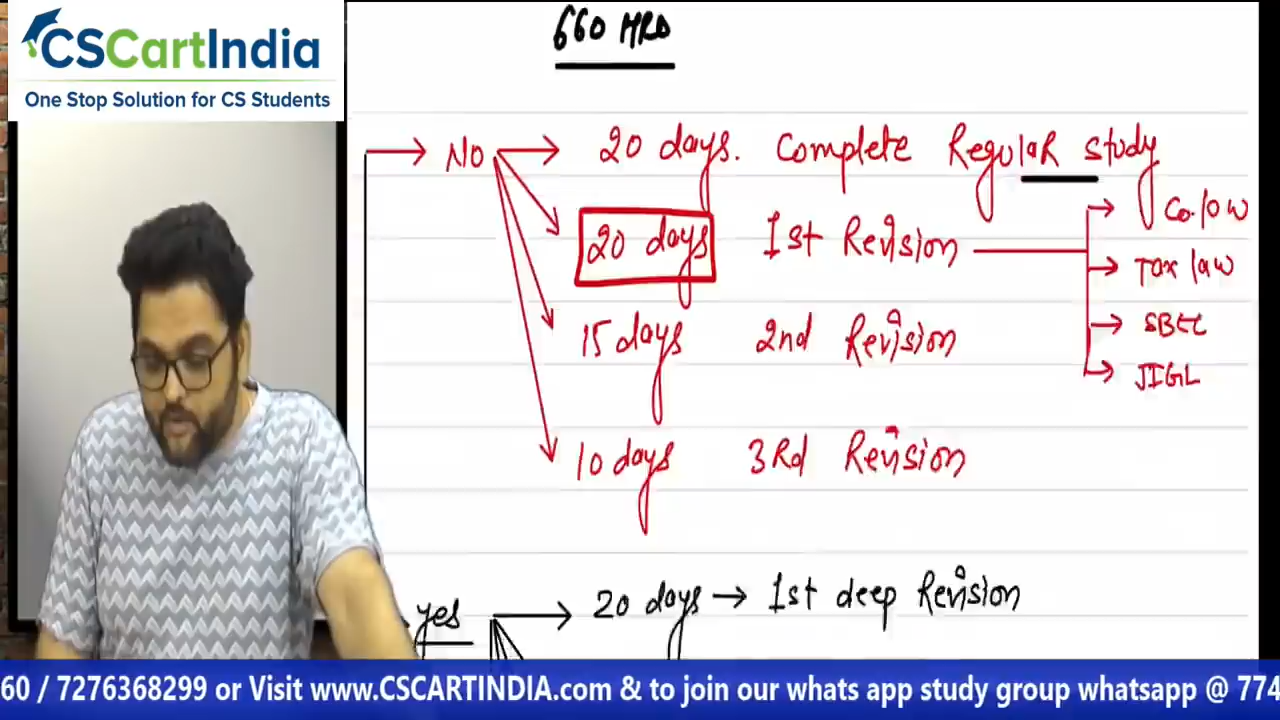 CSCartIndia
One Stop Solution for CS Students
660 HRD
NO
20 days. Complete Regular study
20 days 1st Revision
Co. law
Tax law
SBEC
JIGL
15 days 2nd Revision
10 days 3rd Revision
yes
20 days → 1st deep Revision
60 / 7276368299 or Visit www.CSCARTINDIA.com & to join our whats app study group whatsapp @ 774